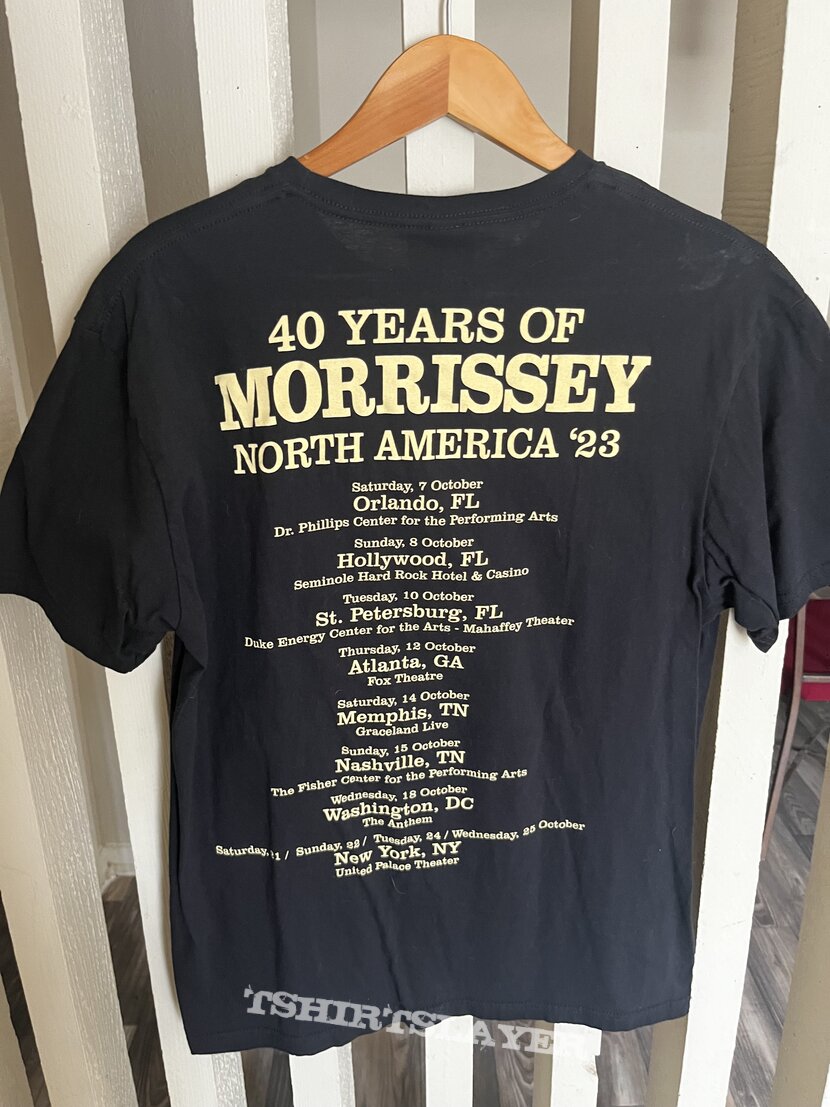 40 YEARS OF
MORRISSEY
NORTH AMERICA ‘23
Saturday, 7 October
Orlando, FL
Dr. Phillips Center for the Performing Arts
Sunday, 8 October
Hollywood, FL
Seminole Hard Rock Hotel & Casino
Tuesday, 10 October
St. Petersburg, FL
Duke Energy Center for the Arts - Mahaffey Theater
Thursday, 12 October
Atlanta, GA
Fox Theatre
Saturday, 14 October
Memphis, TN
Graceland Live
Sunday, 15 October
Nashville, TN
The Fisher Center for the Performing Arts
Wednesday, 18 October
Washington, DC
The Anthem
Saturday, 21 / Sunday, 22 / Tuesday, 24 / Wednesday, 25 October
New York, NY
United Palace Theater
TSHIRTSLAYER